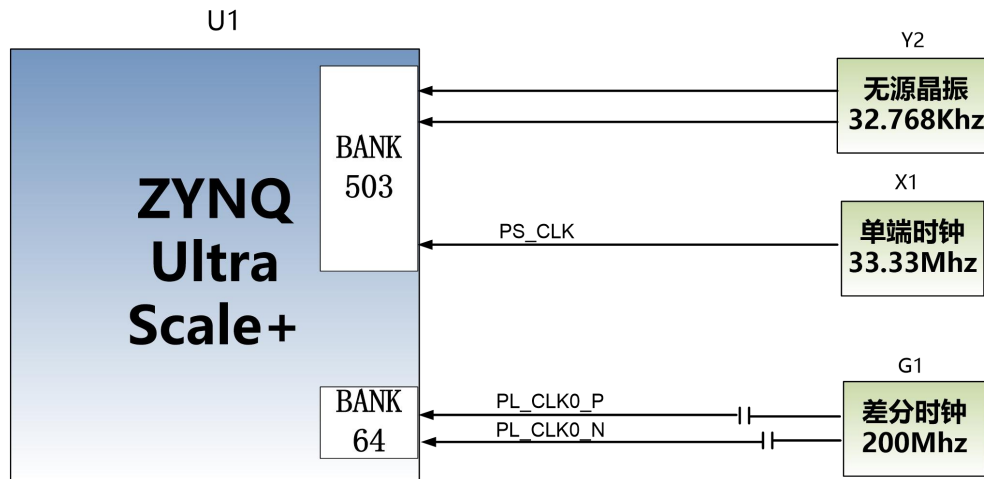 U1
ZYNQ
Ultra
Scale+
BANK
503
BANK
64
PS_CLK
PL_CLK0_P
PL_CLK0_N
Y2
无源晶振
32.768Khz
X1
单端时钟
33.33Mhz
G1
差分时钟
200Mhz